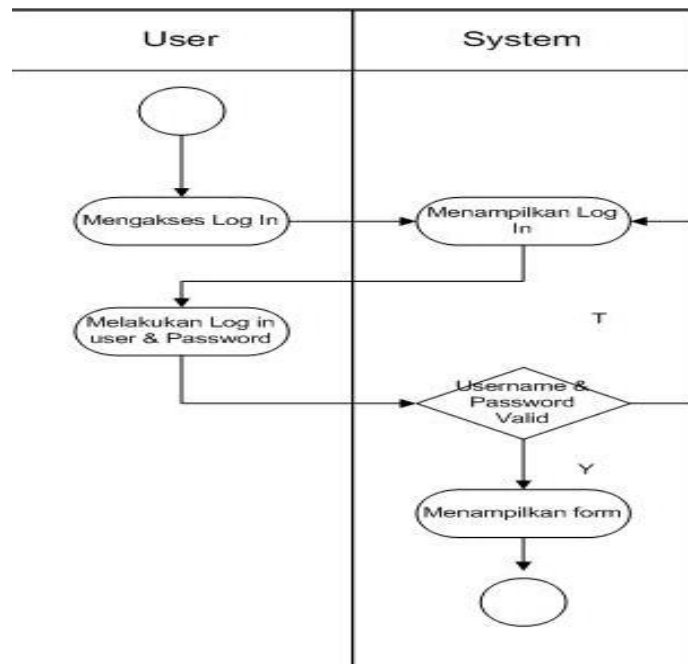 User
System
Mengakses Log In
Menampilkan Log
In
Melakukan Log in
user & Password
T
Username &
Password
Valid
Y
Menampilkan form